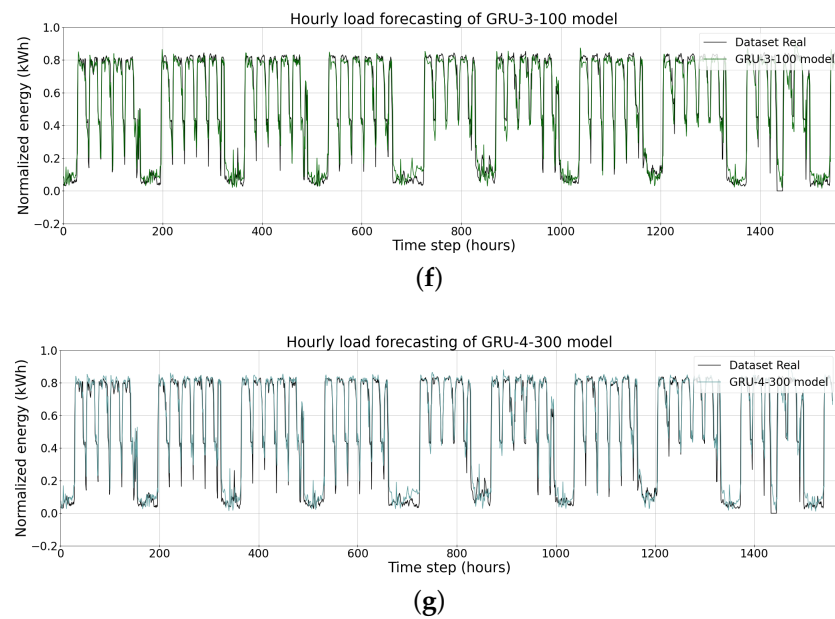 Hourly load forecasting of GRU-3-100 model
Normalized energy (kWh)
1.0
0.8
0.6
0.4
0.2
0.0
−0.2
Dataset Real
GRU-3-100 model
0 200 400 600 800 1000 1200 1400
Time step (hours)
(f)
Hourly load forecasting of GRU-4-300 model
Normalized energy (kWh)
1.0
0.8
0.6
0.4
0.2
0.0
−0.2
Dataset Real
GRU-4-300 model
0 200 400 600 800 1000 1200 1400
Time step (hours)
(g)